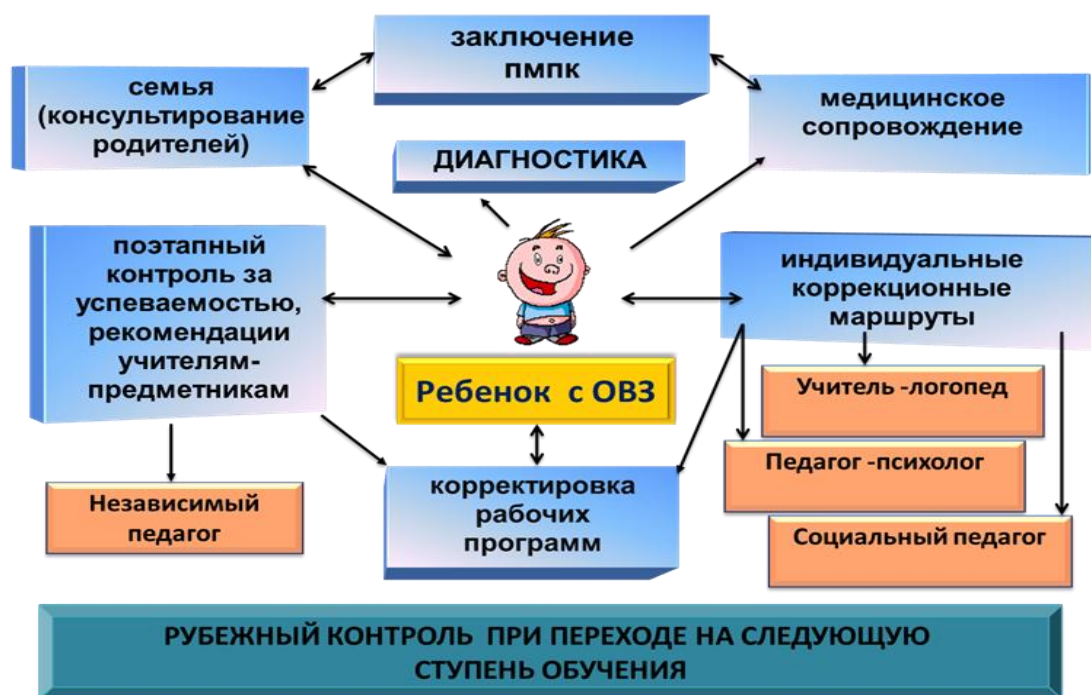 заключение
пмпк
семья
(консультирование
родителей)
медицинское
сопровождение
ДИАГНОСТИКА
поэтапный
контроль за
успеваемостью,
рекомендации
учителям-
предметникам
индивидуальные
коррекционные
маршруты
Ребенок с ОВЗ
Учитель -логопед
Педагог -психолог
Социальный педагог
Независимый
педагог
корректировка
рабочих
программ
РУБЕЖНЫЙ КОНТРОЛЬ ПРИ ПЕРЕХОДЕ НА СЛЕДУЮЩУЮ
СТУПЕНЬ ОБУЧЕНИЯ